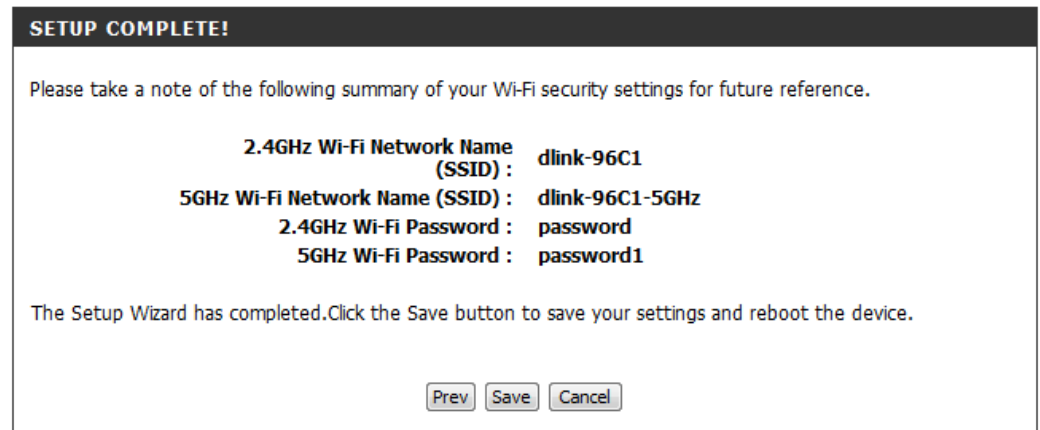 SETUP COMPLETE!
Please take a note of the following summary of your Wi-Fi security settings for future reference.
2.4GHz Wi-Fi Network Name
(SSID) : dlink-96C1
5GHz Wi-Fi Network Name (SSID) : dlink-96C1-5GHz
2.4GHz Wi-Fi Password : password
5GHz Wi-Fi Password : password1
The Setup Wizard has completed.Click the Save button to save your settings and reboot the device.
Prev Save Cancel